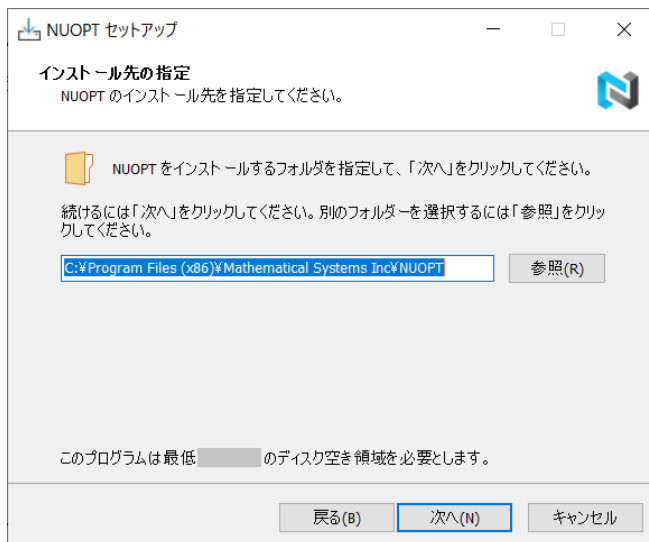 NUOPT セットアップ
インストール先の指定
NUOPT のインストール先を指定してください。
NUOPT をインストールするフォルダを指定して、「次へ」をクリックしてください。
続けるには「次へ」をクリックしてください。別のフォルダーを選択するには「参照」をクリッ
クしてください。
C:¥Program Files (x86)¥Mathematical Systems Inc¥NUOPT
参照(R)
このプログラムは最低 のディスク空き領域を必要とします。
戻る(B)
次へ(N)
キャンセル